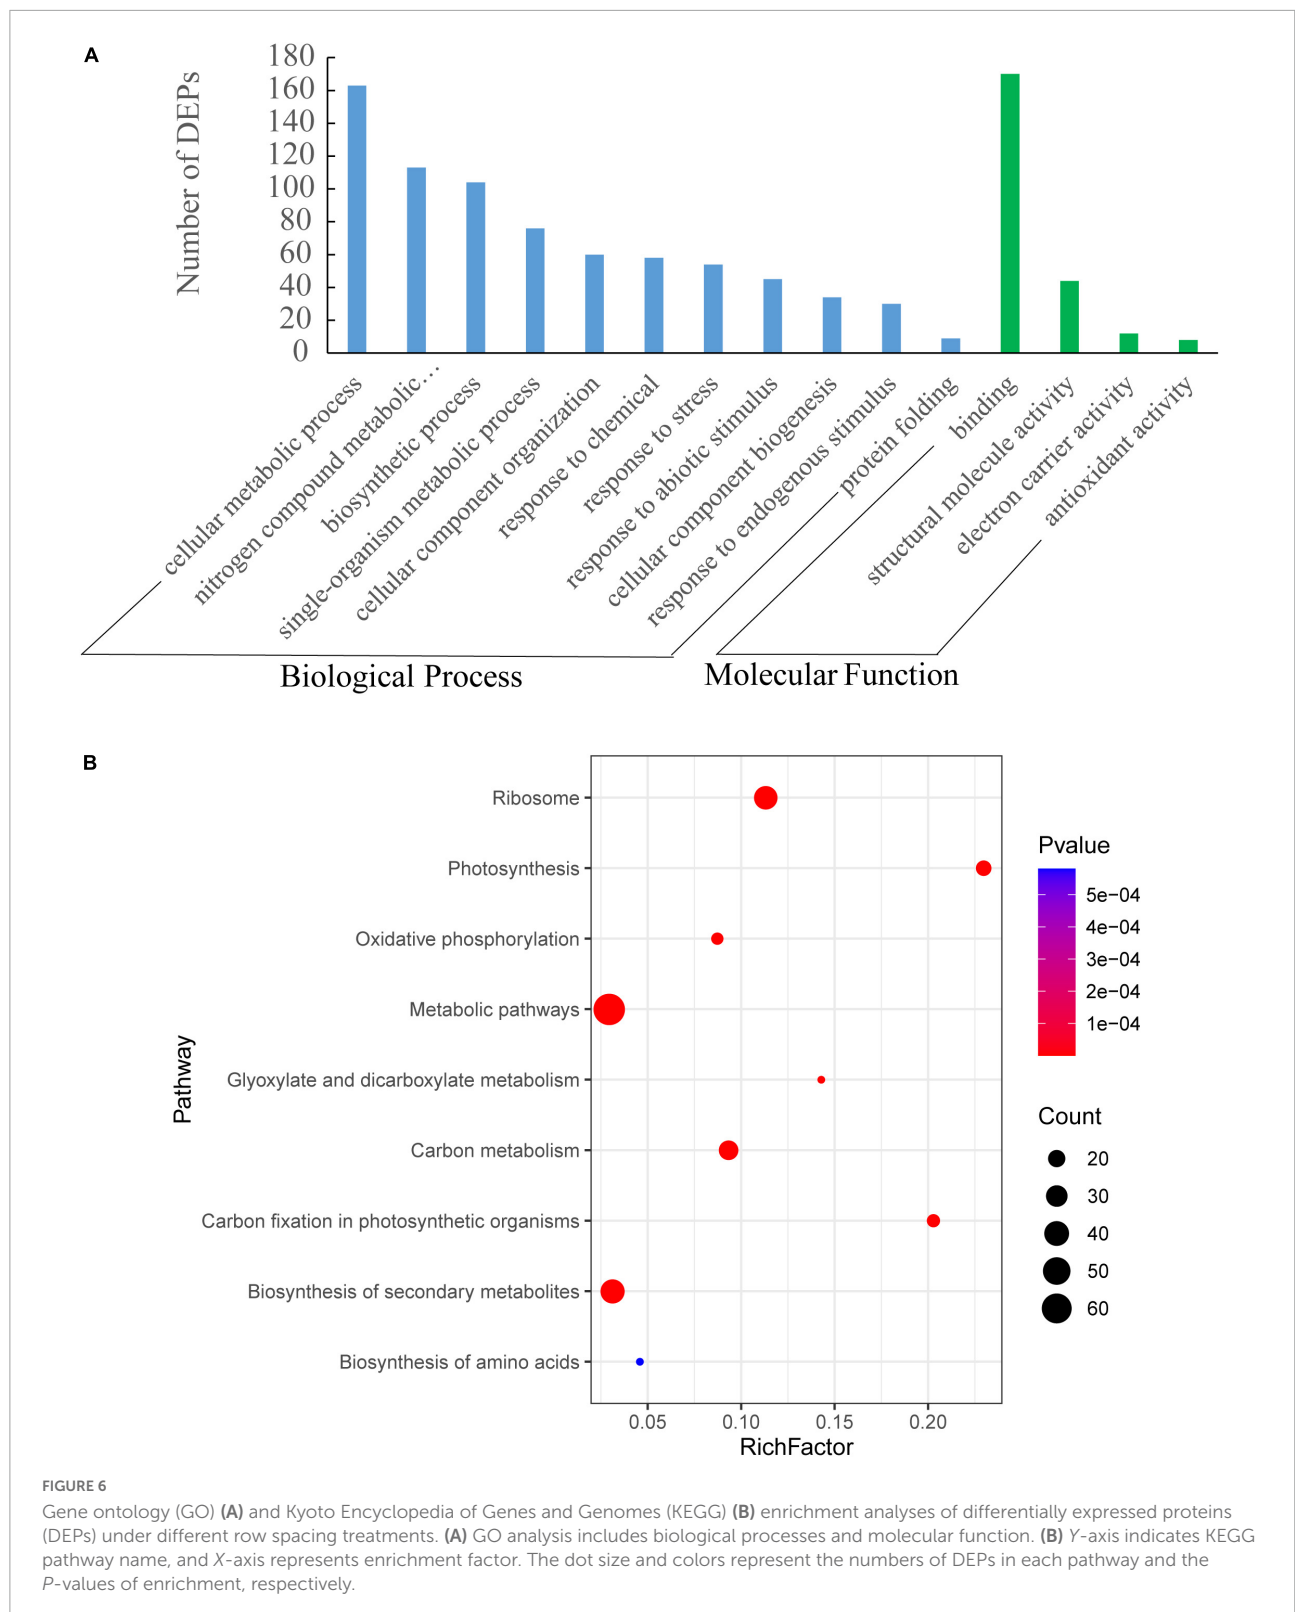 A
Number of DEPs
180
160
140
120
100
80
60
40
20
0
cellular metabolic process
nitrogen compound metabolic…
biosynthetic process
single-organism metabolic process
cellular component organization
response to chemical
response to stress
response to abiotic stimulus
cellular component biogenesis
response to endogenous stimulus
protein folding
binding
structural molecule activity
electron carrier activity
antioxidant activity
Biological Process
Molecular Function
B
Pathway
Ribosome
Photosynthesis
Oxidative phosphorylation
Metabolic pathways
Glyoxylate and dicarboxylate metabolism
Carbon metabolism
Carbon fixation in photosynthetic organisms
Biosynthesis of secondary metabolites
Biosynthesis of amino acids
0.05
0.10
0.15
0.20
RichFactor
Pvalue
5e−04
4e−04
3e−04
2e−04
1e−04
Count
20
30
40
50
60
FIGURE 6
Gene ontology (GO) (A) and Kyoto Encyclopedia of Genes and Genomes (KEGG) (B) enrichment analyses of differentially expressed proteins
(DEPs) under different row spacing treatments. (A) GO analysis includes biological processes and molecular function. (B) Y-axis indicates KEGG
pathway name, and X-axis represents enrichment factor. The dot size and colors represent the numbers of DEPs in each pathway and the
P-values of enrichment, respectively.